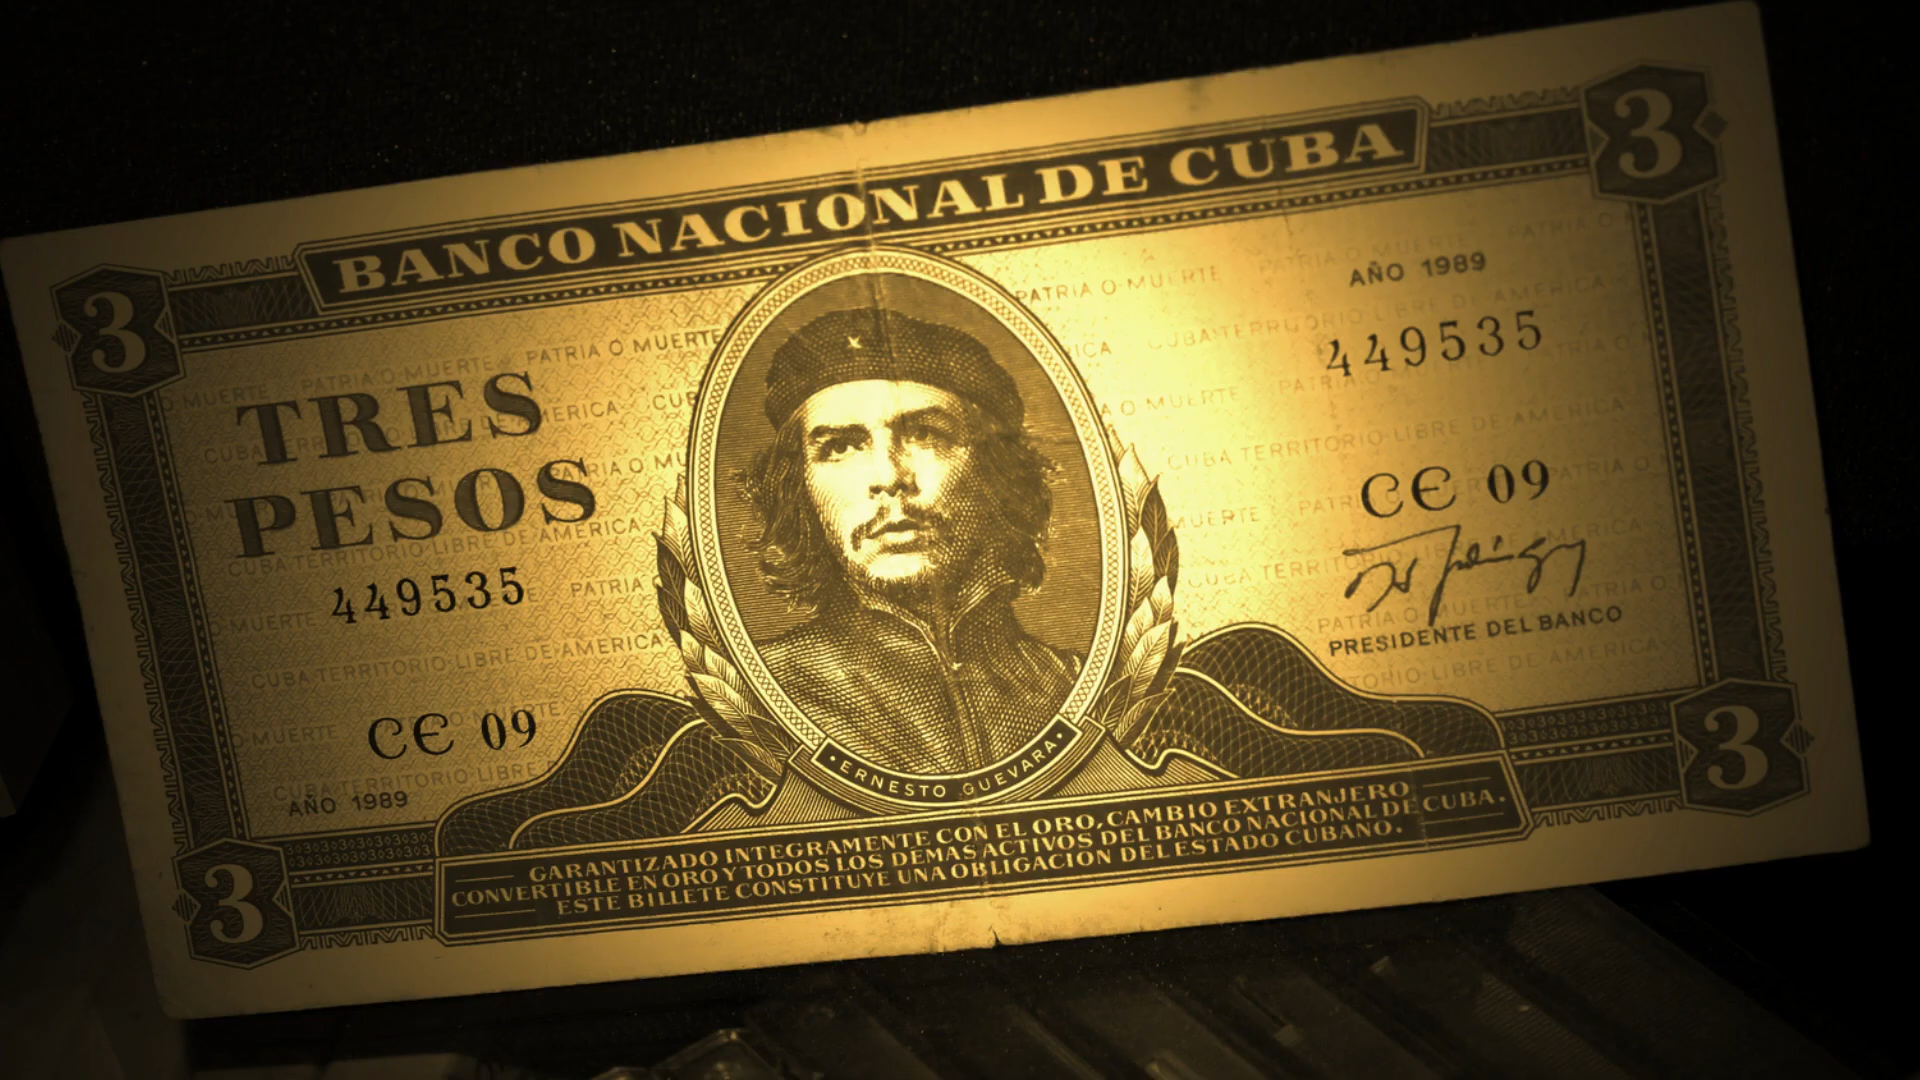 BANCO NACIONAL DE CUBA
3
3
AÑO 1989
449535
TRES
PESOS
CE 09
449535
PRESIDENTE DEL BANCO
CE 09
AÑO 1989
ERNESTO GUEVARA
3
3
GARANTIZADO INTEGRAMENTE CON EL ORO, CAMBIO EXTRANJERO
CONVERTIBLE EN ORO Y TODOS LOS DEMAS ACTIVOS DEL BANCO NACIONAL DE CUBA.
ESTE BILLETE CONSTITUYE UNA OBLIGACION DEL ESTADO CUBANO.
PATRIA O MUERTE
CUBA TERRITORIO LIBRE DE AMERICA